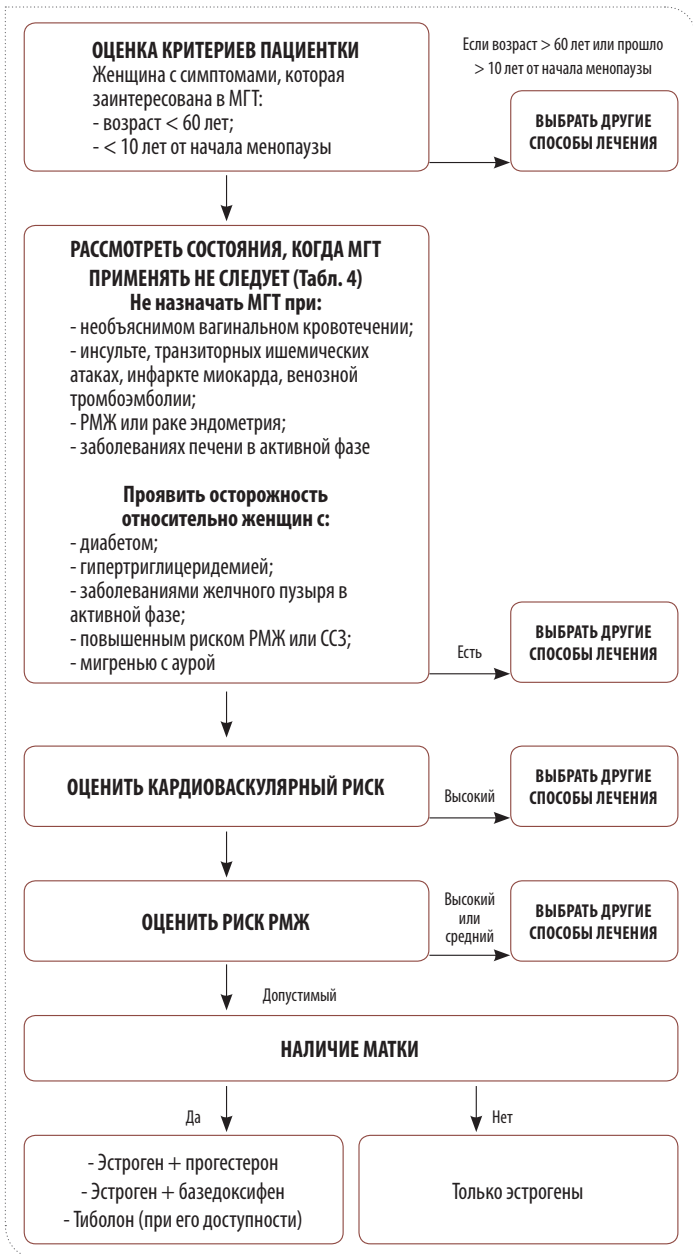 ОЦЕНКА КРИТЕРИЕВ ПАЦИЕНТКИ
Женщина с симптомами, которая
заинтересована в МГТ:
- возраст < 60 лет;
- < 10 лет от начала менопаузы
Если возраст > 60 лет или прошло
> 10 лет от начала менопаузы
ВЫБРАТЬ ДРУГИЕ
СПОСОБЫ ЛЕЧЕНИЯ
РАССМОТРЕТЬ СОСТОЯНИЯ, КОГДА МГТ
ПРИМЕНЯТЬ НЕ СЛЕДУЕТ (Табл. 4)
Не назначать МГТ при:
- необъяснимом вагинальном кровотечении;
- инсульте, транзиторных ишемических
атаках, инфаркте миокарда, венозной
тромбоэмболии;
- РМЖ или раке эндометрия;
- заболеваниях печени в активной фазе
Проявить осторожность
относительно женщин с:
- диабетом;
- гипертриглицеридемией;
- заболеваниями желчного пузыря в
активной фазе;
- повышенным риском РМЖ или ССЗ;
- мигренью с аурой
Есть
ВЫБРАТЬ ДРУГИЕ
СПОСОБЫ ЛЕЧЕНИЯ
ОЦЕНИТЬ КАРДИОВАСКУЛЯРНЫЙ РИСК
Высокий
ВЫБРАТЬ ДРУГИЕ
СПОСОБЫ ЛЕЧЕНИЯ
ОЦЕНИТЬ РИСК РМЖ
Высокий
или
средний
ВЫБРАТЬ ДРУГИЕ
СПОСОБЫ ЛЕЧЕНИЯ
Допустимый
НАЛИЧИЕ МАТКИ
Да
Нет
- Эстроген + прогестерон
- Эстроген + базедоксифен
- Тиболон (при его доступности)
Только эстрогены